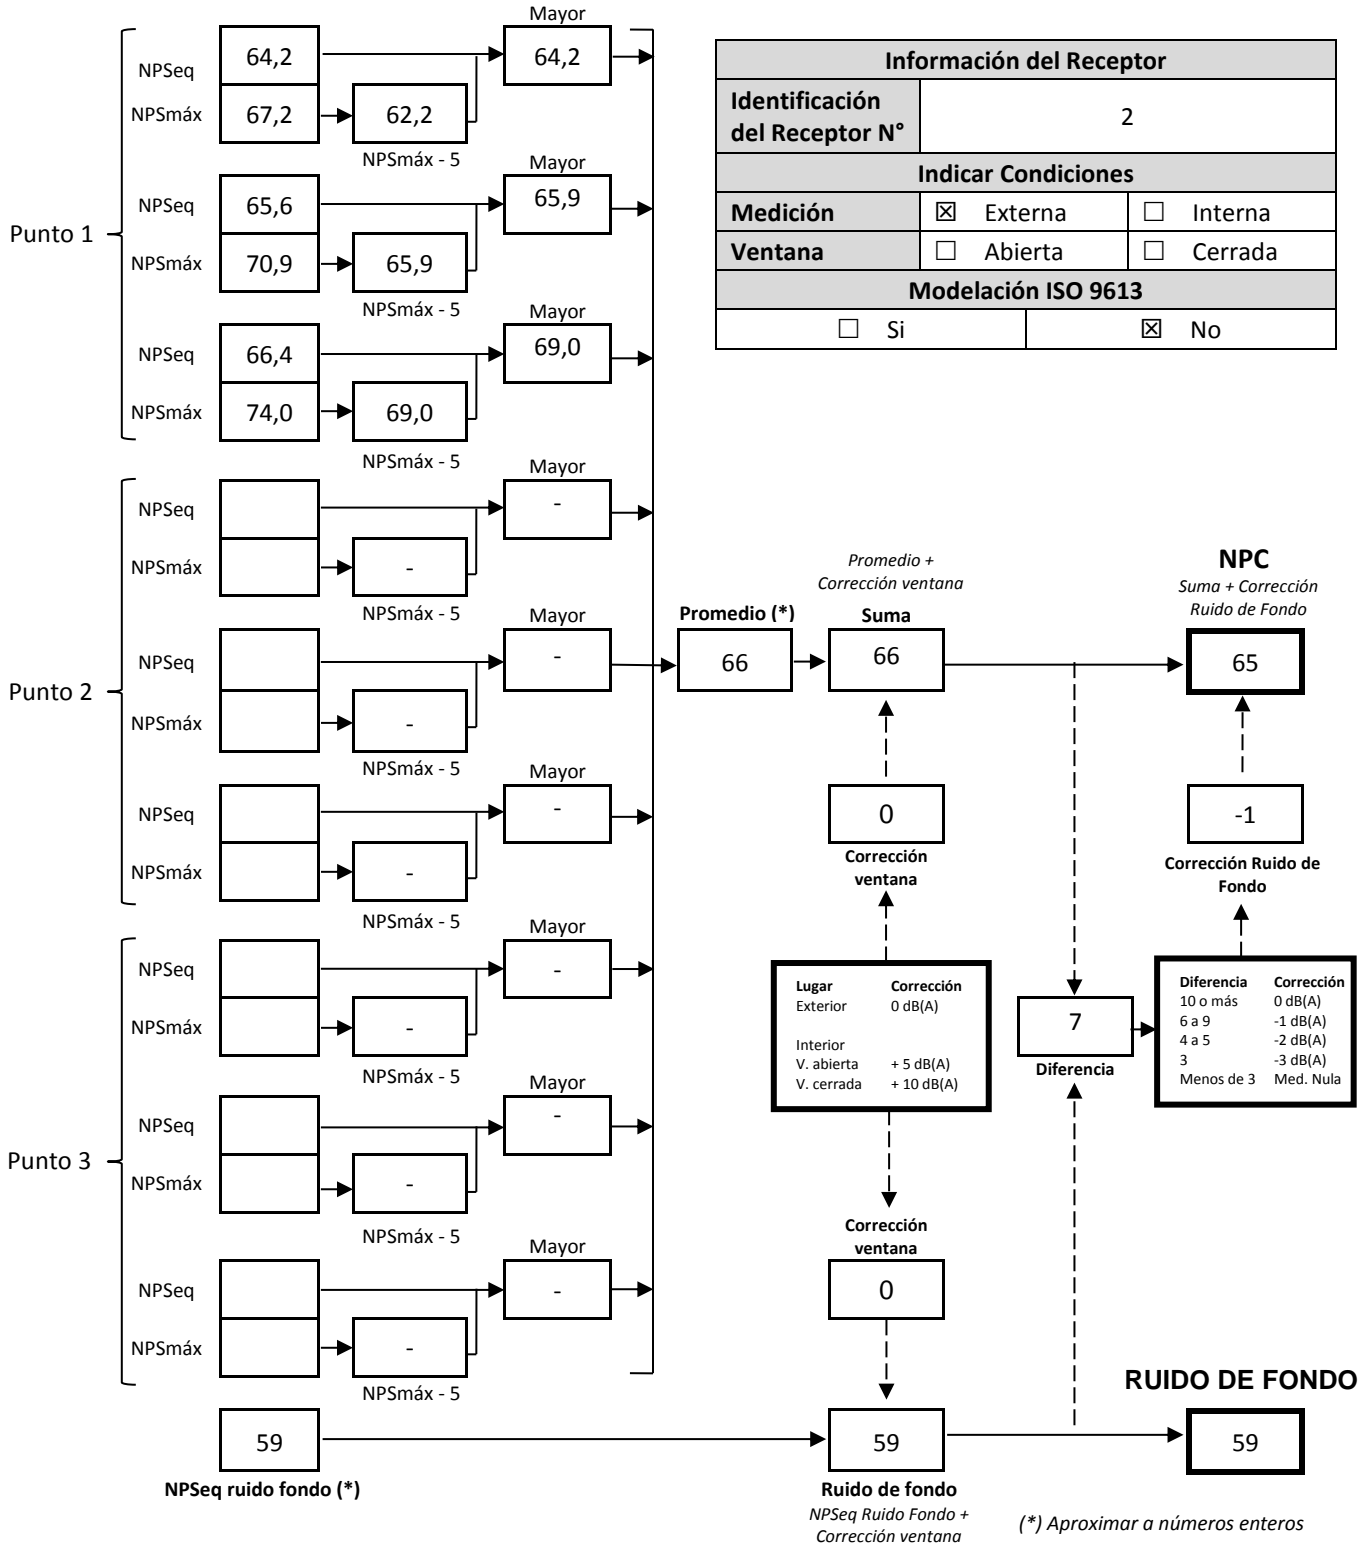 Información del Receptor
Identificación
del Receptor N°
2
Indicar Condiciones
Medición ☒ Externa ☐ Interna
Ventana ☐ Abierta ☐ Cerrada
Modelación ISO 9613
☐ Si ☒ No
Punto 1
Mayor
NPSeq 64,2 64,2
NPSmáx 67,2 62,2
NPSmáx - 5
Mayor
NPSeq 65,6 65,9
NPSmáx 70,9 65,9
NPSmáx - 5
Mayor
NPSeq 66,4 69,0
NPSmáx 74,0 69,0
NPSmáx - 5
Punto 2
Mayor
NPSeq -
NPSmáx -
NPSmáx - 5
Mayor
NPSeq -
NPSmáx -
NPSmáx - 5
Mayor
NPSeq -
NPSmáx -
NPSmáx - 5
Punto 3
Mayor
NPSeq -
NPSmáx -
NPSmáx - 5
Mayor
NPSeq -
NPSmáx -
NPSmáx - 5
Mayor
NPSeq -
NPSmáx -
NPSmáx - 5
59
NPSeq ruido fondo (*)
Promedio (*)
66
Promedio +
Corrección ventana
Suma
66
0
Corrección
ventana
Lugar Corrección
Exterior 0 dB(A)
Interior
V. abierta + 5 dB(A)
V. cerrada + 10 dB(A)
Corrección
ventana
0
59
Ruido de fondo
NPSeq Ruido Fondo +
Corrección ventana
7
Diferencia
NPC
Suma + Corrección
Ruido de Fondo
65
-1
Corrección Ruido de
Fondo
Diferencia Corrección
10 o más 0 dB(A)
6 a 9 -1 dB(A)
4 a 5 -2 dB(A)
3 -3 dB(A)
Menos de 3 Med. Nula
RUIDO DE FONDO
59
(*) Aproximar a números enteros